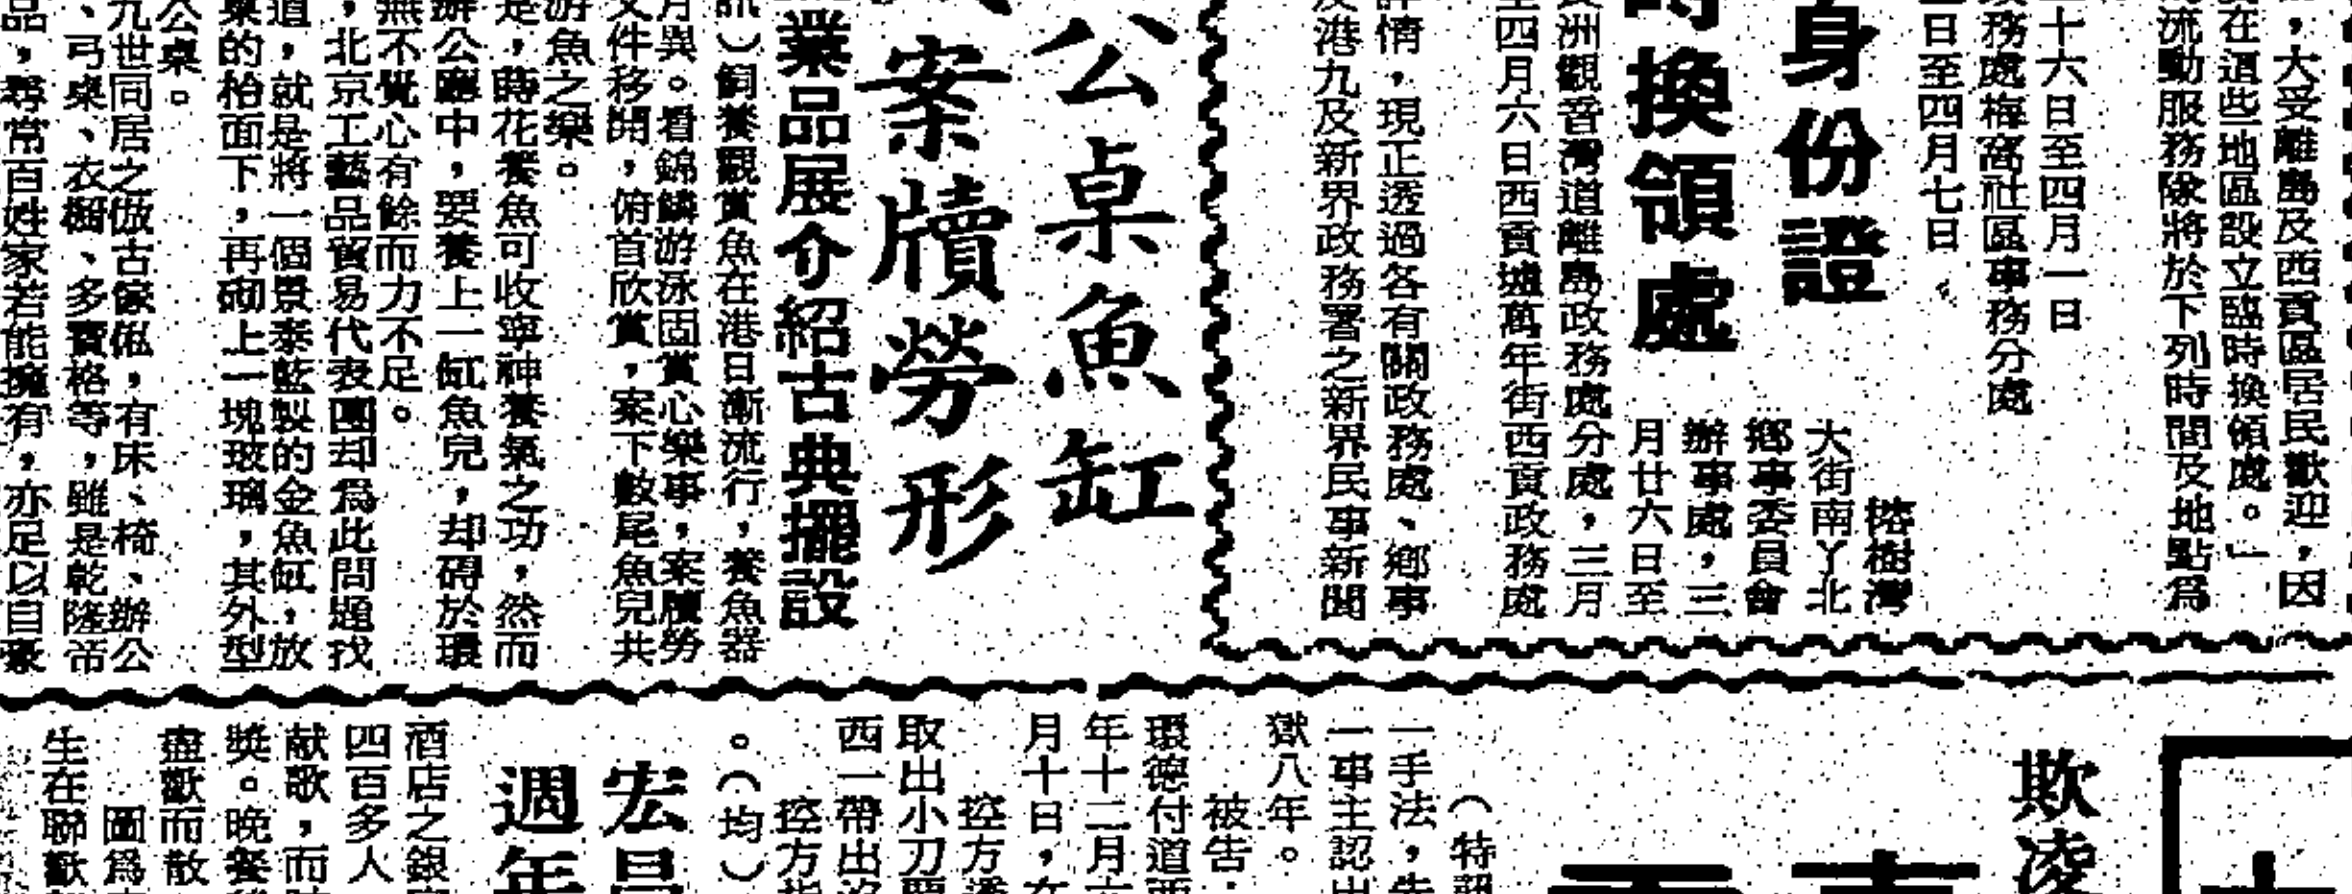 ，大受離島及西貢區居民歡迎，因
在這些地區設立臨時換領處。」
流動服務隊將於下列時間及地點爲
十六日至四月一日
務處梅窩社區事務分處
日至四月七日
身份證
換領處
榕樹灣
大街南丫北
鄉事委員會
辦事處，三
月廿六日至
洲觀音灣道離島政務處分處，三月
四月六日西貢墟萬年街西貢政務處
詳情，現正透過各有關政務處、鄉事
及港九及新界政務署之新界民事新聞
公桌魚缸
案牘勞形
業品展介紹古典擺設
訊）飼養觀賞魚在港日漸流行，養魚器
月異。看錦鱗游泳固賞心樂事，案牘勞
文件移開，俯首欣賞，案下數尾魚兒共
游魚之樂。
是，蒔花養魚可收寧神養氣之功，然而
辦公廳中，要養上一缸魚兒，却碍於環
無不覺心有餘而力不足。
，北京工藝品貿易代表團却爲此問題找
道，就是將一個景泰藍製的金魚缸，放
桌的枱面下，再砌上一塊玻璃，其外型
公桌。
九世同居之倣古傢俬，有床、椅、辦公
、弓桌、衣櫥、多寶格等，雖是乾隆帝
品，尋常百姓家若能擁有，亦足以自豪
欺凌
（特
一手法，先
一事主認出
獄八年。
被告
環德付道西
年十二月
月十日，在
控方透
取出小刀要
西一帶出沒
控方指
。（均）
宏昌
週年
酒店之銀
四百多人
献歌，而
獎。晚餐後
盡歡而散
圖爲
生在聯歡